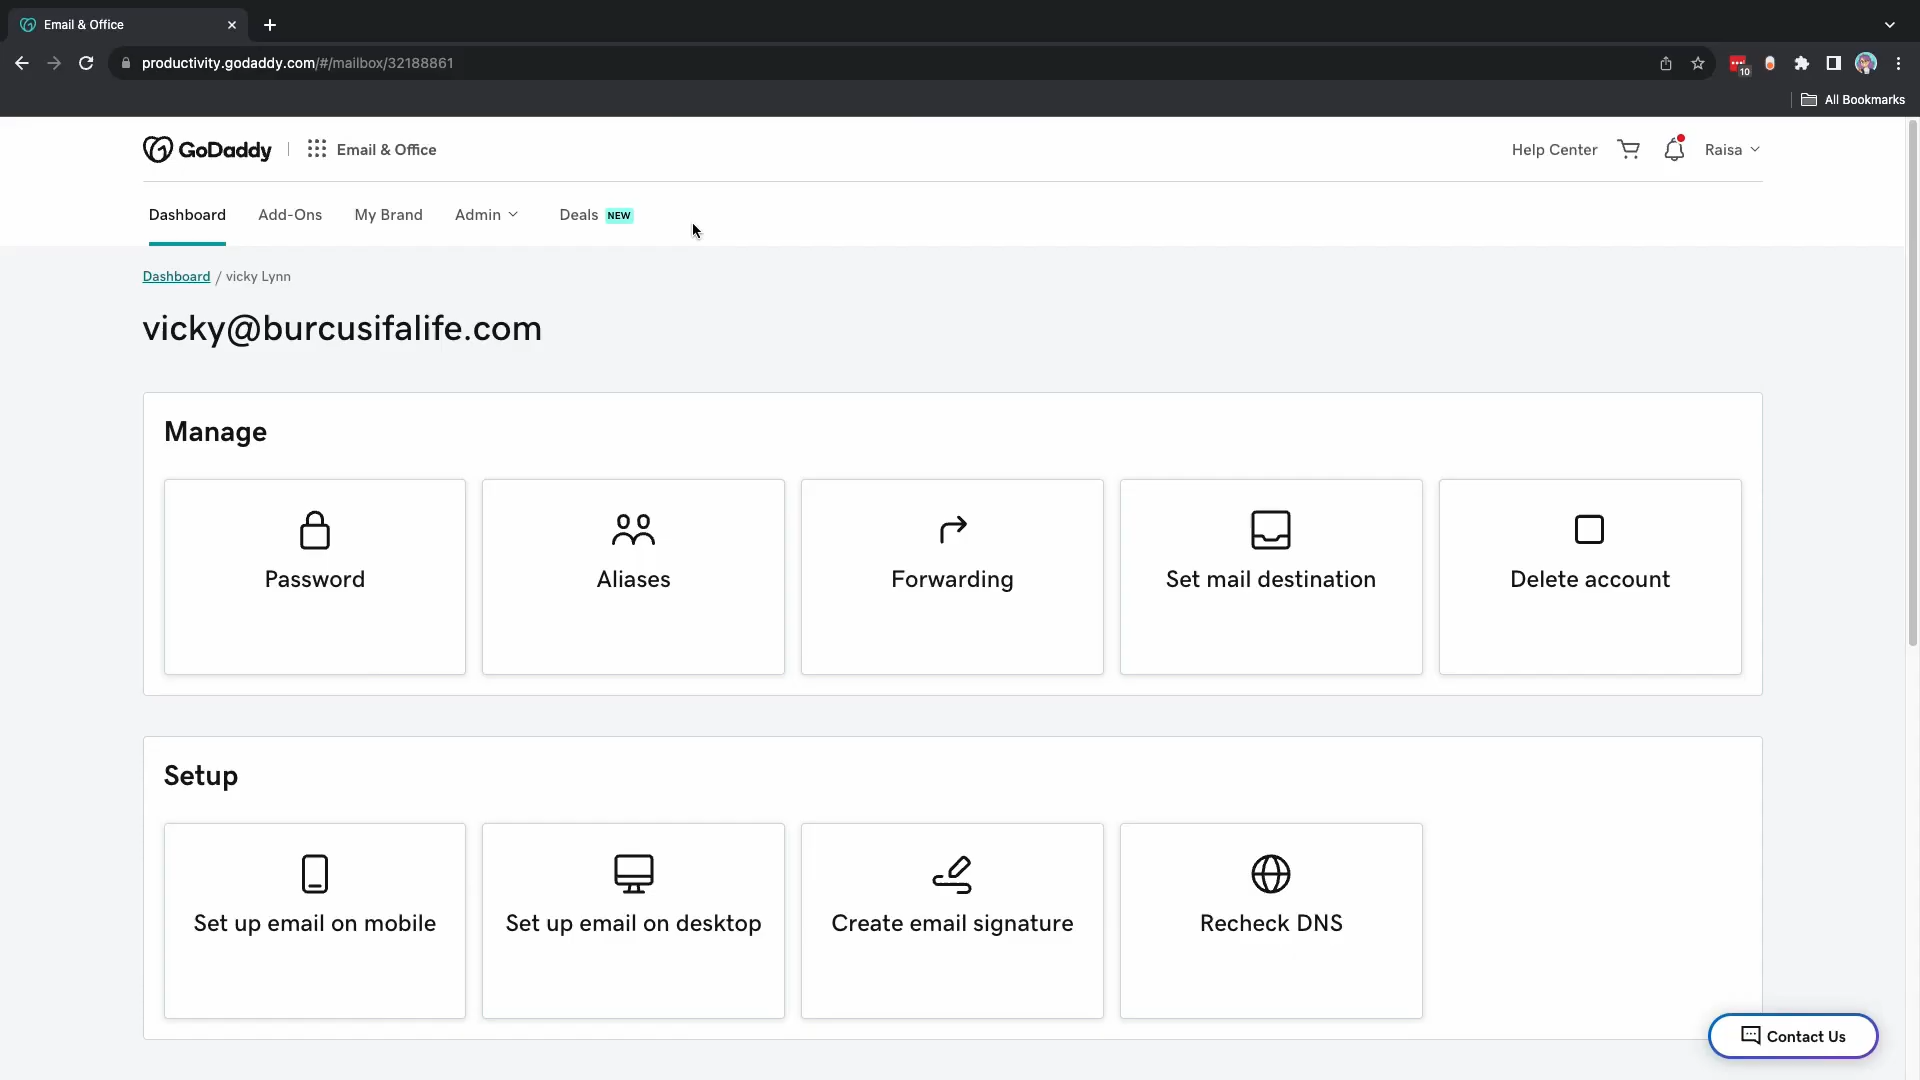 Email & Office
productivity.godaddy.com/#/mailbox/32188861
10
All Bookmarks
GoDaddy
Email & Office
Help Center
Raisa
Dashboard
Add-Ons
My Brand
Admin
Deals NEW
Dashboard / vicky Lynn
vicky@burcusifalife.com
Manage
Password
Aliases
Forwarding
Set mail destination
Delete account
Setup
Set up email on mobile
Set up email on desktop
Create email signature
Recheck DNS
Contact Us